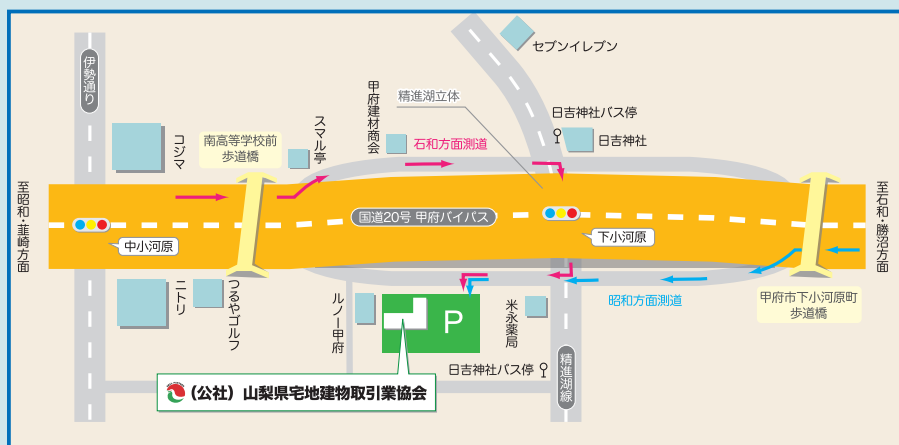 伊勢通り
セブンイレブン
甲府建材商会
精進湖立体
日吉神社バス停
日吉神社
コジマ
南高等学校前
歩道橋
スマル亭
石和方面測道
至昭和・韮崎方面
国道20号 甲府バイパス
至石和・勝沼方面
中小河原
下小河原
ニトリ
つるやゴルフ
ルノー甲府
P
米永薬局
昭和方面測道
甲府市下小河原町
歩道橋
日吉神社バス停
精進湖線
(公社) 山梨県宅地建物取引業協会